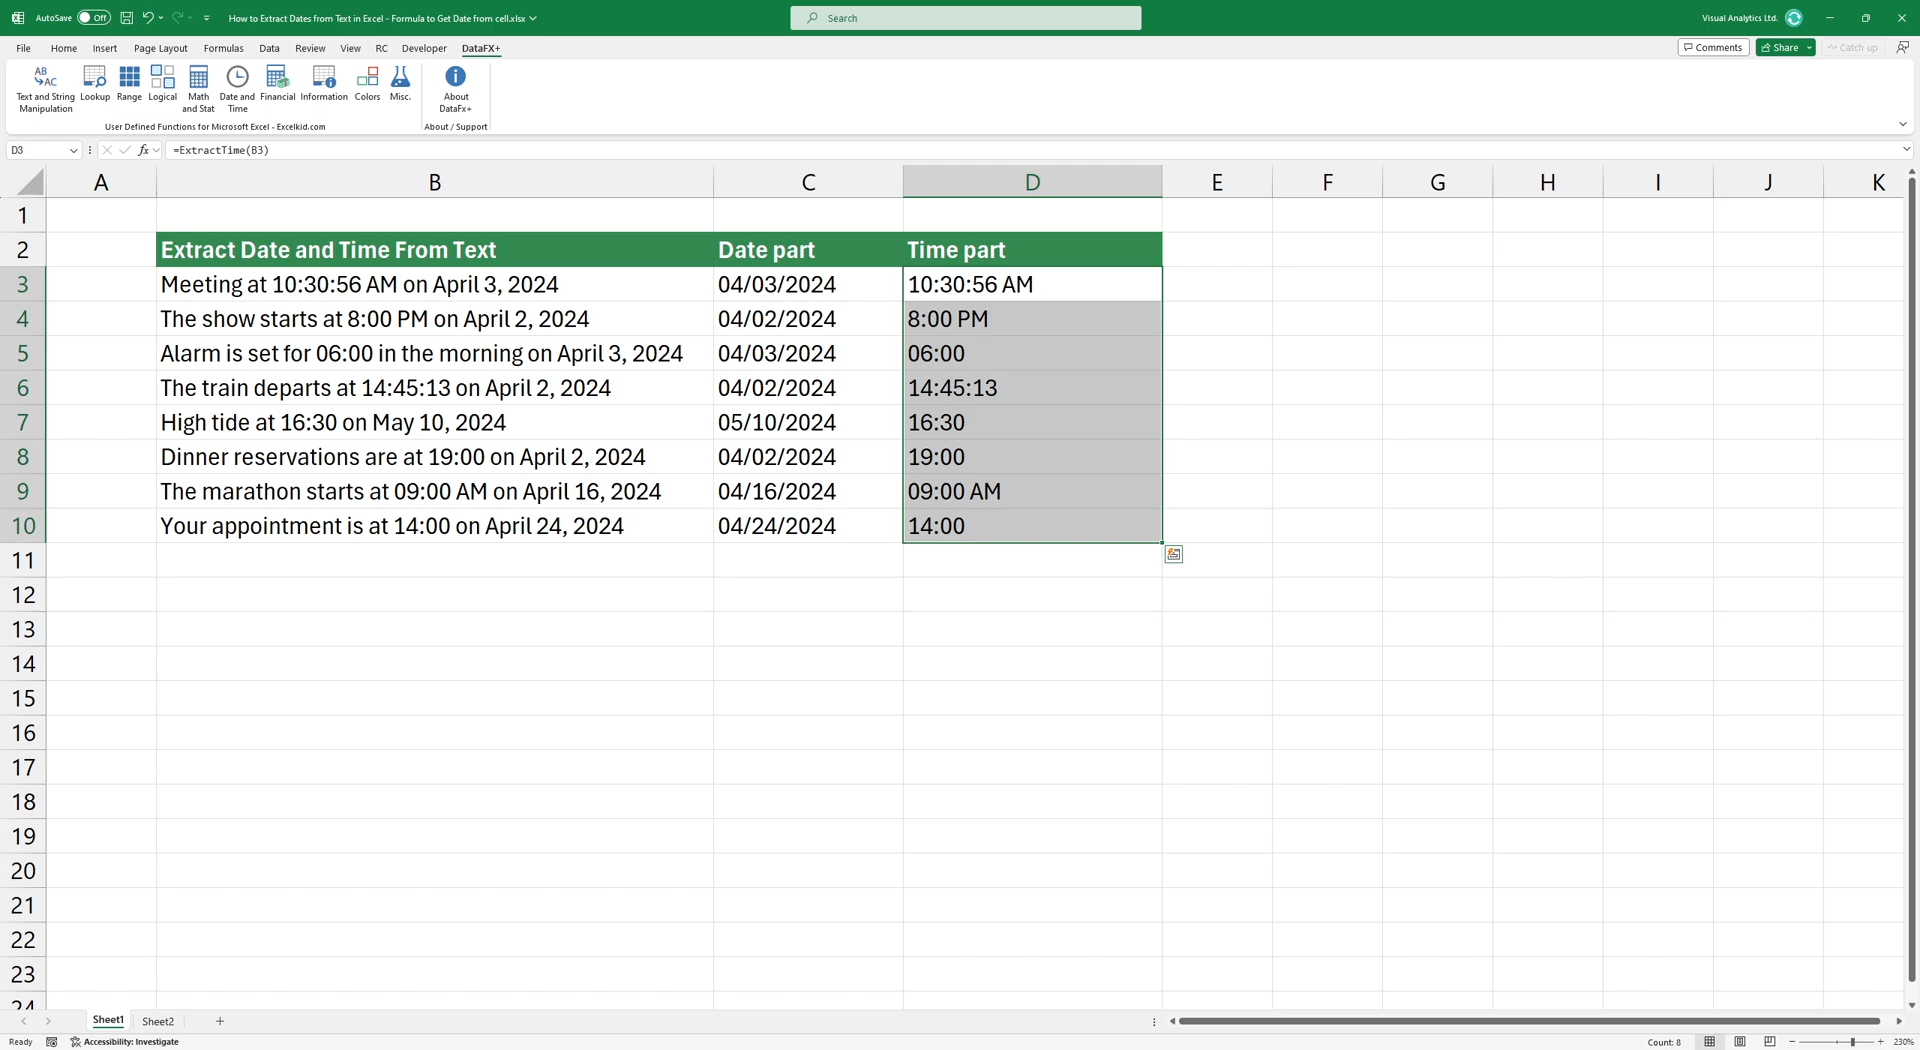 AutoSave Off How to Extract Dates from Text in Excel - Formula to Get Date from cell.xlsx Search Visual Analytics Ltd.
File Home Insert Page Layout Formulas Data Review View RC Developer DataFX+ Comments Share Catch up
AB
AC
Text and String Manipulation Lookup Range Logical Math and Stat Date and Time Financial Information Colors Misc. About DataFx+
User Defined Functions for Microsoft Excel - Excelkid.com About / Support
D3 fx =ExtractTime(B3)
A B C D E F G H I J K
1
2 Extract Date and Time From Text Date part Time part
3 Meeting at 10:30:56 AM on April 3, 2024 04/03/2024 10:30:56 AM
4 The show starts at 8:00 PM on April 2, 2024 04/02/2024 8:00 PM
5 Alarm is set for 06:00 in the morning on April 3, 2024 04/03/2024 06:00
6 The train departs at 14:45:13 on April 2, 2024 04/02/2024 14:45:13
7 High tide at 16:30 on May 10, 2024 05/10/2024 16:30
8 Dinner reservations are at 19:00 on April 2, 2024 04/02/2024 19:00
9 The marathon starts at 09:00 AM on April 16, 2024 04/16/2024 09:00 AM
10 Your appointment is at 14:00 on April 24, 2024 04/24/2024 14:00
11
12
13
14
15
16
17
18
19
20
21
22
23
24
Sheet1 Sheet2
Ready Accessibility: Investigate Count: 8 230%